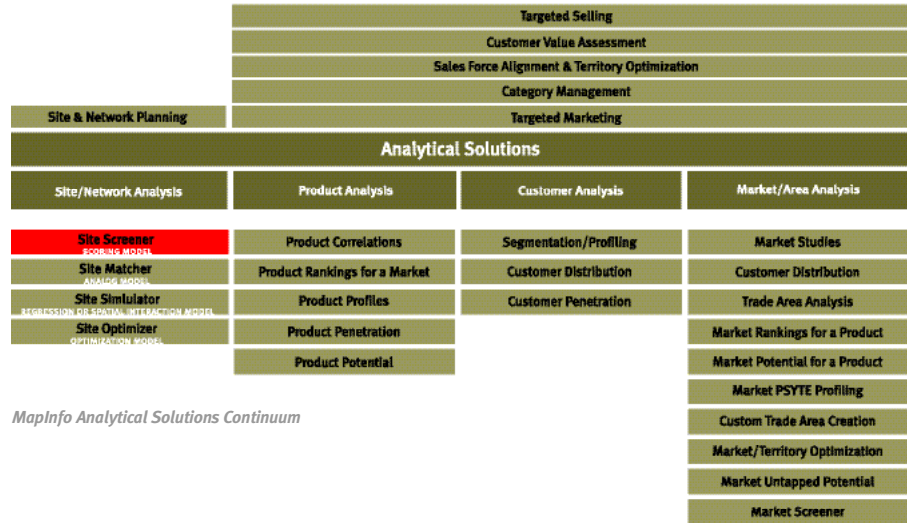 Targeted Selling
Customer Value Assessment
Sales Force Alignment & Territory Optimization
Category Management
Site & Network Planning
Targeted Marketing
Analytical Solutions
Site/Network Analysis
Product Analysis
Customer Analysis
Market/Area Analysis
Site Screener
SCORING MODEL
Site Matcher
ANALOG MODEL
Site Simlulator
REGRESSION OR SPATIAL INTERACTION MODEL
Site Optimizer
OPTIMIZATION MODEL
Product Correlations
Product Rankings for a Market
Product Profiles
Product Penetration
Product Potential
Segmentation/Profiling
Customer Distribution
Customer Penetration
Market Studies
Customer Distribution
Trade Area Analysis
Market Rankings for a Product
Market Potential for a Product
Market PSYTE Profiling
Custom Trade Area Creation
Market/Territory Optimization
Market Untapped Potential
Market Screener
MapInfo Analytical Solutions Continuum